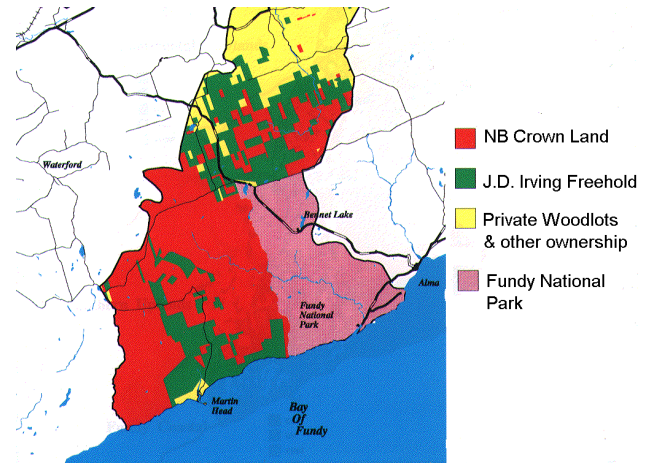 Waterford
Bennet Lake
Alma
Fundy
National
Park
Martin
Head
Bay
Of
Fundy
NB Crown Land
J.D. Irving Freehold
Private Woodlots
& other ownership
Fundy National
Park